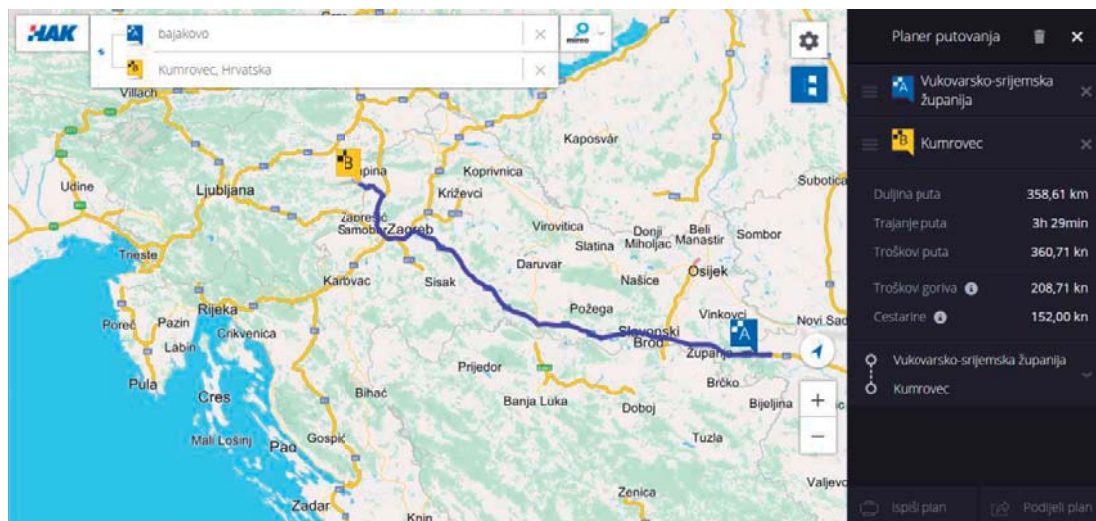 HAK
A
bajakovo
mireo
B
Kumrovec, Hrvatska
Villach
Kaposvár
Udine
Ljubljana
B
Koprivnica
Križevci
Subotica
Zaprešić
Samobor
Zagreb
Virovitica
Donji
Miholjac
Beli
Manastir
Sombor
Slatina
Trieste
Daruvar
Osijek
Karlovac
Sisak
Našice
Rijeka
Požega
Vinkovci
Novi Sad
Poreč
Pazin
Crikvenica
Labin
Slavonski
Brod
A
Županja
Prijedor
Pula
Brčko
Cres
Bihać
Banja Luka
Doboj
Bijeljina
Mali Lošinj
Pag
Gospić
Tuzla
Zenica
Valjevo
Zadar
Knin
+
−
Planer putovanja
A
Vukovarsko-srijemska
županija
B
Kumrovec
Duljina puta 358,61 km
Trajanje puta 3h 29min
Troškovi puta 360,71 kn
Troškovi goriva 208,71 kn
Cestarine 152,00 kn
Vukovarsko-srijemska županija
Kumrovec
Ispiši plan
Podijeli plan